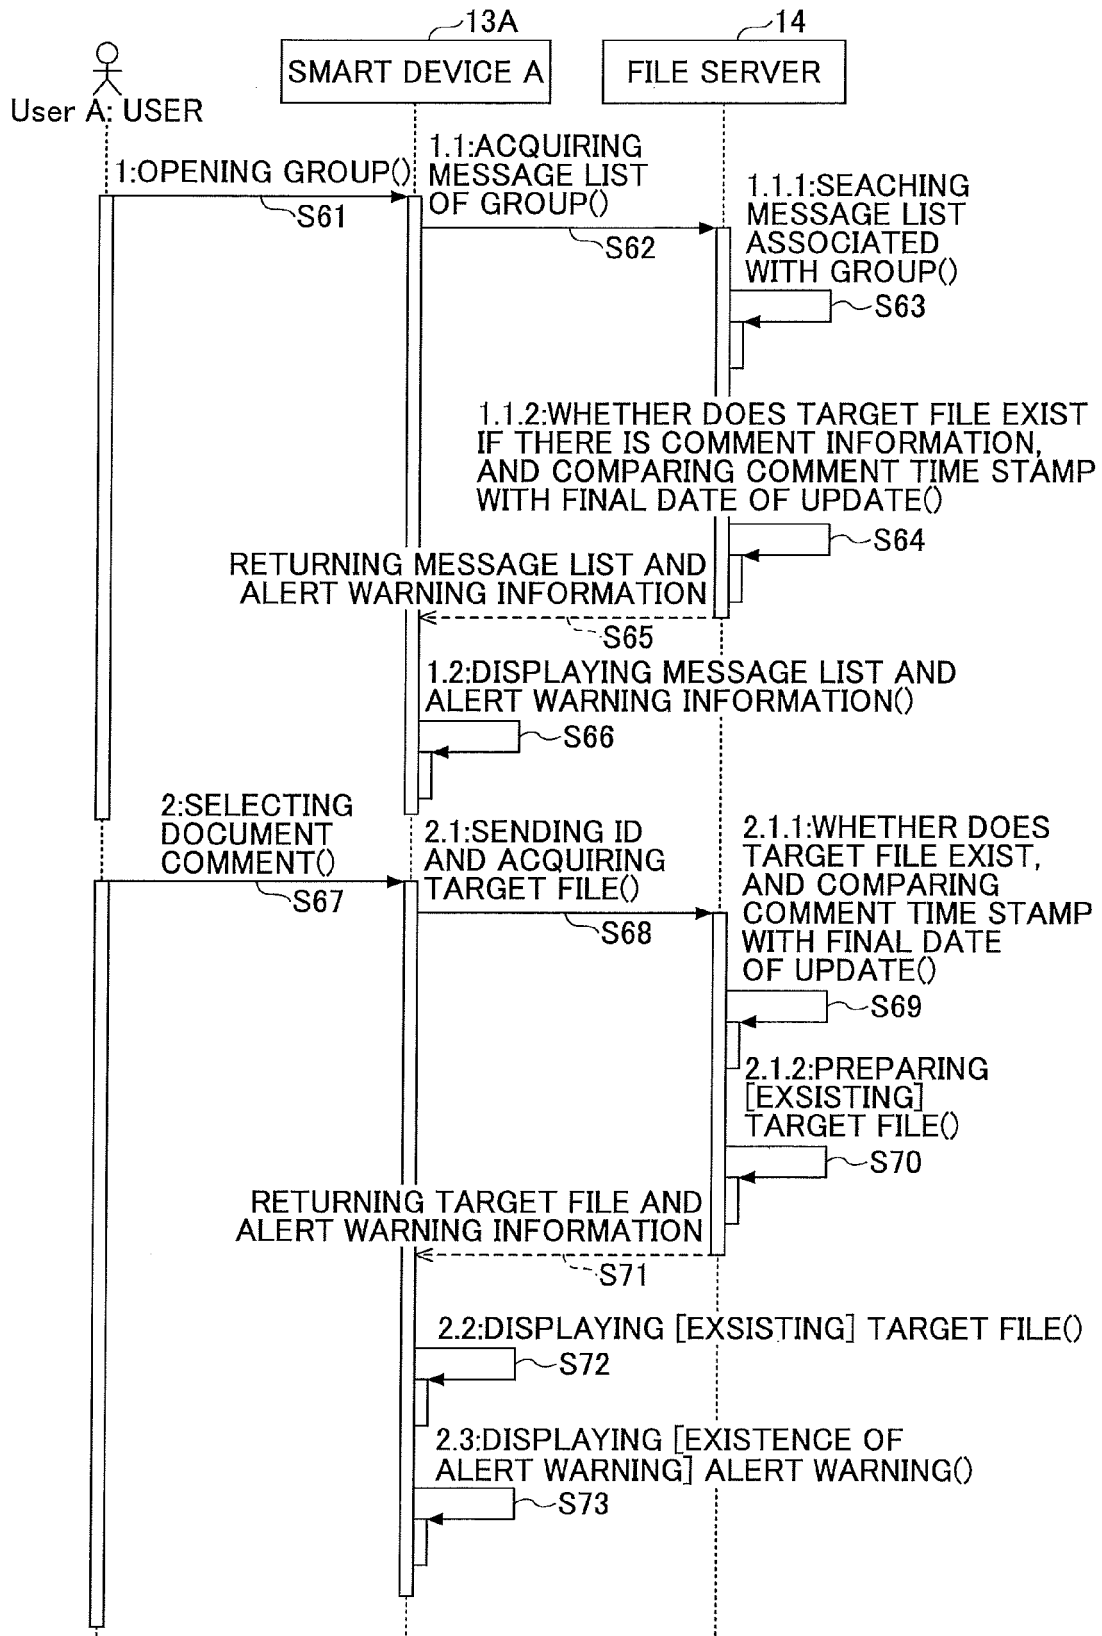 13A
14
SMART DEVICE A
FILE SERVER
User A: USER
1:OPENING GROUP()
S61
1.1:ACQUIRING
MESSAGE LIST
OF GROUP()
S62
1.1.1:SEACHING
MESSAGE LIST
ASSOCIATED
WITH GROUP()
S63
1.1.2:WHETHER DOES TARGET FILE EXIST
IF THERE IS COMMENT INFORMATION,
AND COMPARING COMMENT TIME STAMP
WITH FINAL DATE OF UPDATE()
S64
RETURNING MESSAGE LIST AND
ALERT WARNING INFORMATION
S65
1.2:DISPLAYING MESSAGE LIST AND
ALERT WARNING INFORMATION()
S66
2:SELECTING
DOCUMENT
COMMENT()
S67
2.1:SENDING ID
AND ACQUIRING
TARGET FILE()
S68
2.1.1:WHETHER DOES
TARGET FILE EXIST,
AND COMPARING
COMMENT TIME STAMP
WITH FINAL DATE
OF UPDATE()
S69
2.1.2:PREPARING
[EXSISTING]
TARGET FILE()
S70
RETURNING TARGET FILE AND
ALERT WARNING INFORMATION
S71
2.2:DISPLAYING [EXSISTING] TARGET FILE()
S72
2.3:DISPLAYING [EXISTENCE OF
ALERT WARNING] ALERT WARNING()
S73